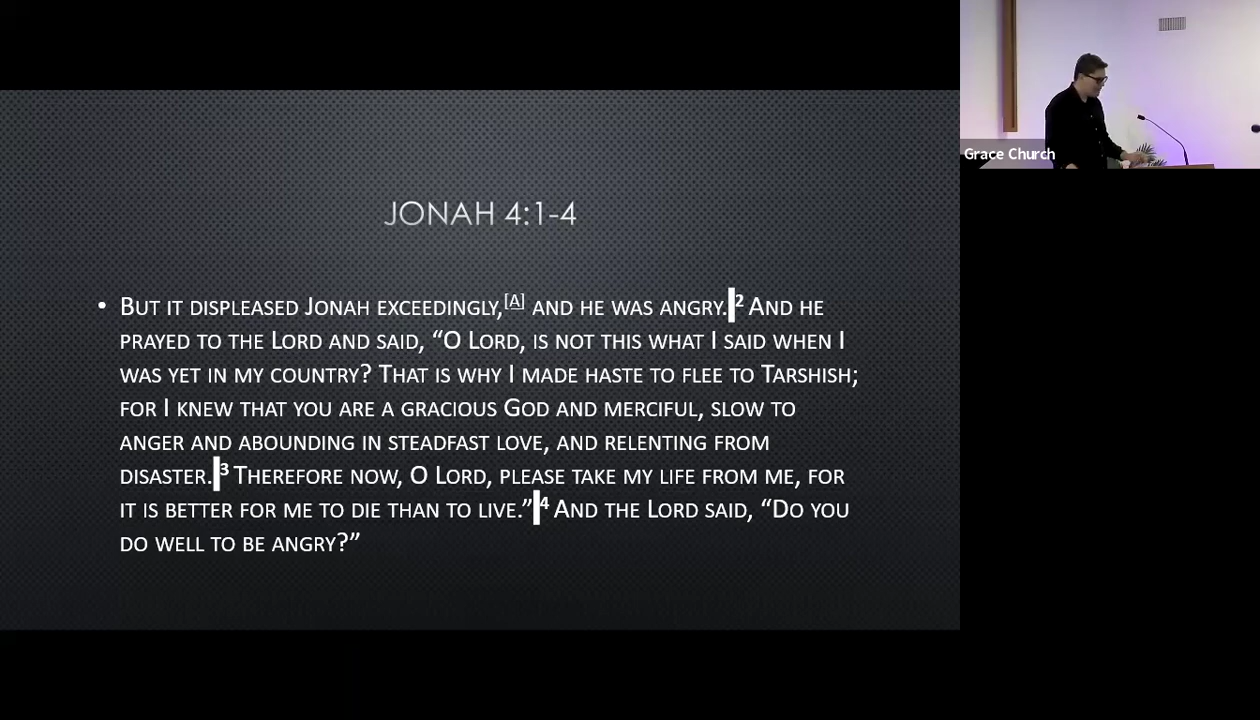 JONAH 4:1-4
• BUT IT DISPLEASED JONAH EXCEEDINGLY,[A] AND HE WAS ANGRY. 2 AND HE
PRAYED TO THE LORD AND SAID, “O LORD, IS NOT THIS WHAT I SAID WHEN I
WAS YET IN MY COUNTRY? THAT IS WHY I MADE HASTE TO FLEE TO TARSHISH;
FOR I KNEW THAT YOU ARE A GRACIOUS GOD AND MERCIFUL, SLOW TO
ANGER AND ABOUNDING IN STEADFAST LOVE, AND RELENTING FROM
DISASTER. 3 THEREFORE NOW, O LORD, PLEASE TAKE MY LIFE FROM ME, FOR
IT IS BETTER FOR ME TO DIE THAN TO LIVE.” 4 AND THE LORD SAID, “DO YOU
DO WELL TO BE ANGRY?”
Grace Church